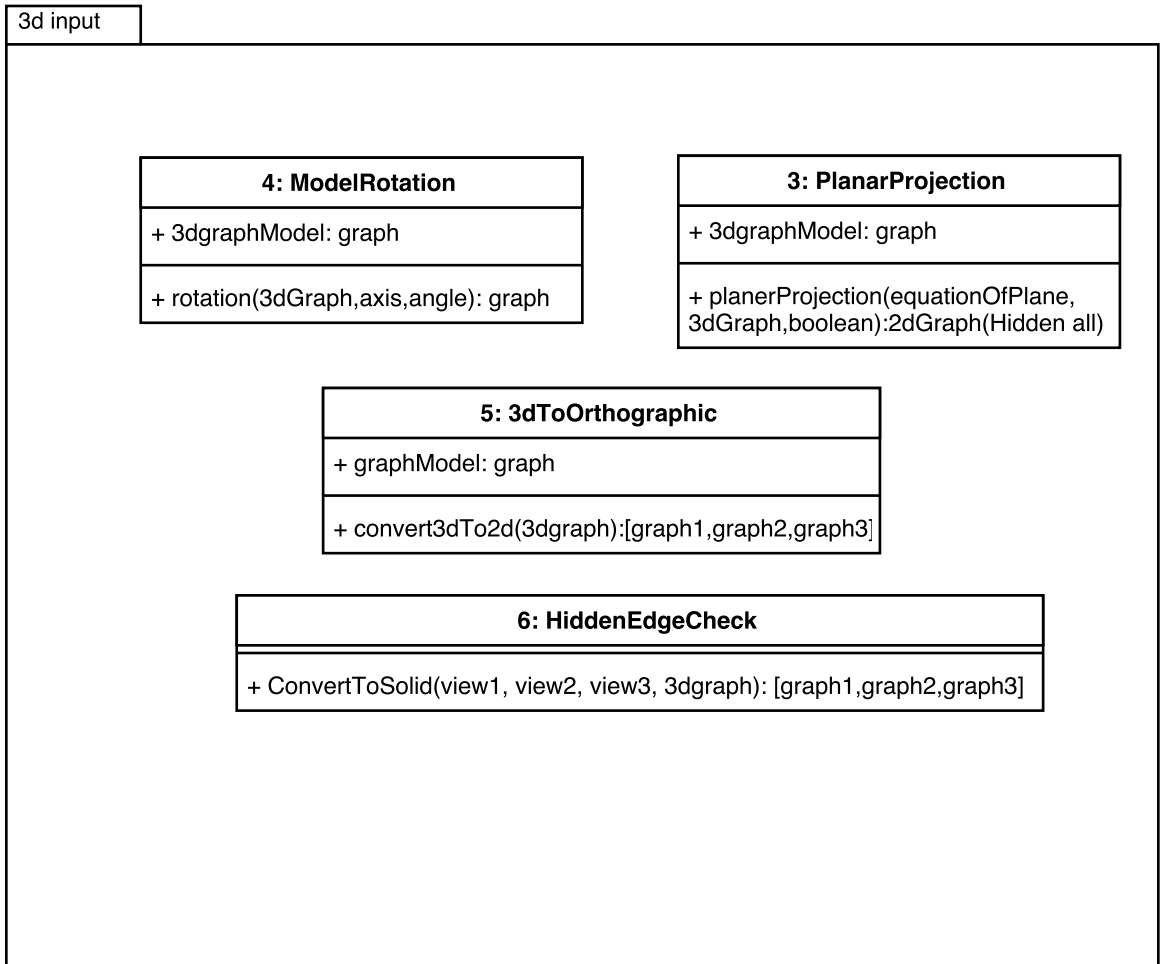 3d input
4: ModelRotation
+ 3dgraphModel: graph
+ rotation(3dGraph,axis,angle): graph
3: PlanarProjection
+ 3dgraphModel: graph
+ planerProjection(equationOfPlane,
3dGraph,boolean):2dGraph(Hidden all)
5: 3dToOrthographic
+ graphModel: graph
+ convert3dTo2d(3dgraph):[graph1,graph2,graph3]
6: HiddenEdgeCheck
+ ConvertToSolid(view1, view2, view3, 3dgraph): [graph1,graph2,graph3]